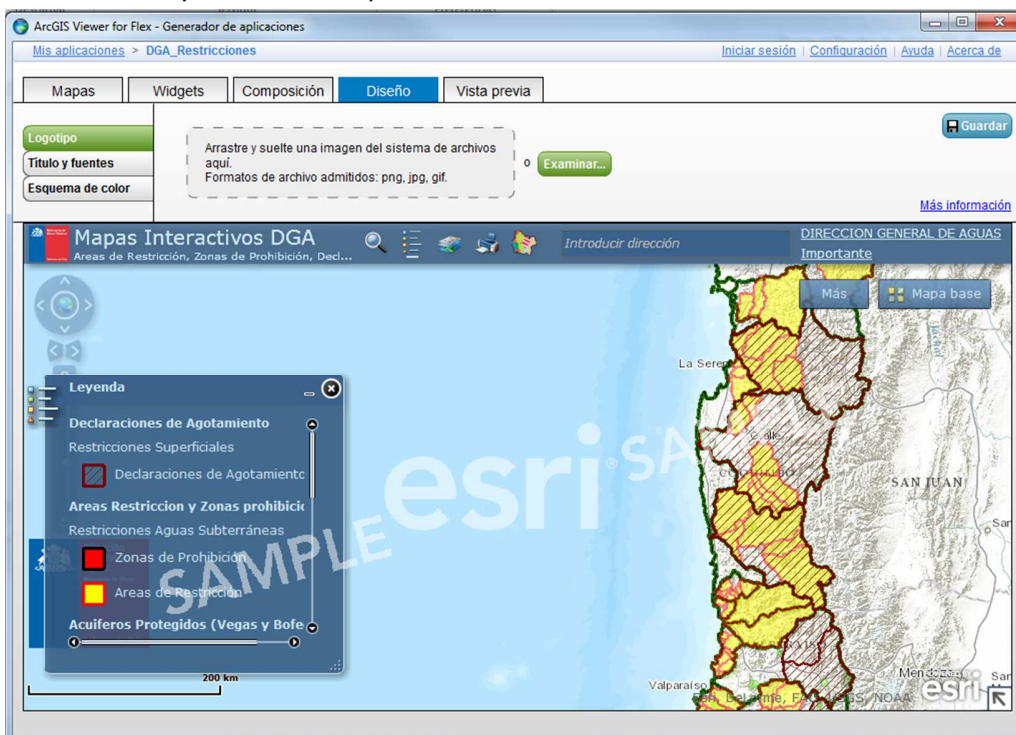 ArcGIS Viewer for Flex - Generador de aplicaciones
Mis aplicaciones > DGA_Restricciones
Iniciar sesión | Configuración | Ayuda | Acerca de
Mapas
Widgets
Composición
Diseño
Vista previa
Logotipo
Título y fuentes
Esquema de color
Arrastre y suelte una imagen del sistema de archivos
aquí.
Formatos de archivo admitidos: png, jpg, gif.
o
Examinar...
Guardar
Más información
Mapas Interactivos DGA
Areas de Restricción, Zonas de Prohibición, Decl...
Introducir dirección
DIRECCION GENERAL DE AGUAS
Importante
Más
Mapa base
La Seren
Leyenda
Declaraciones de Agotamiento
Restricciones Superficiales
Declaraciones de Agotamiento
Areas Restriccion y Zonas prohibicio
Restricciones Aguas Subterráneas
Zonas de Prohibición
Areas de Restricción
Acuiferos Protegidos (Vegas y Bofe
esri
SAMPLE
SAN JUAN
San
200 km
Valparaíso
Mendoza
San
NOAA
esri